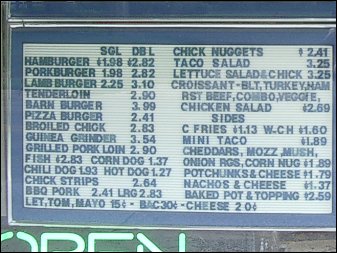 SGL DBL
HAMBURGER $1.98 $2.82
PORKBURGER 1.98 2.82
LAMBURGER 2.25 3.10
TENDERLOIN 2.90
BARN BURGER 3.99
PIZZA BURGER 2.41
BROILED CHICK 2.83
GUINEA GRINDER 3.54
GRILLED PORK LOIN 2.90
FISH $2.83 CORN DOG 1.37
CHILI DOG 1.93 HOT DOG 1.27
CHICK STRIPS 2.64
BBQ PORK 2.41 LRG 2.83
LET,TOM,MAYO 15¢ - BAC30¢ - CHEESE 20¢
CHICK NUGGETS $2.41
TACO SALAD 3.25
LETTUCE SALAD&CHICK 3.25
CROISSANT-BLT,TURKEY,HAM
RST BEEF,COMBO,VEGGIE,
CHICKEN SALAD $2.69
SIDES
C FRIES $1.13 W-CH $1.60
MINI TACO $1.89
CHEDDARS, MOZZ,MUSH,
ONION RGS,CORN NUG $1.89
POTCHUNKS&CHEESE $1.79
NACHOS & CHEESE $1.37
BAKED POT & TOPPING $2.59
OPEN